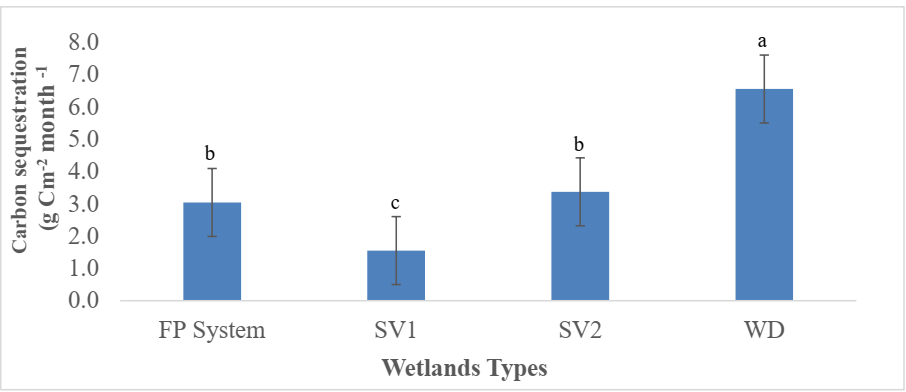 Carbon sequestration
(g Cm⁻² month ⁻¹
8.0
7.0
6.0
5.0
4.0
3.0
2.0
1.0
0.0
b
c
b
a
FP System
SV1
SV2
WD
Wetlands Types